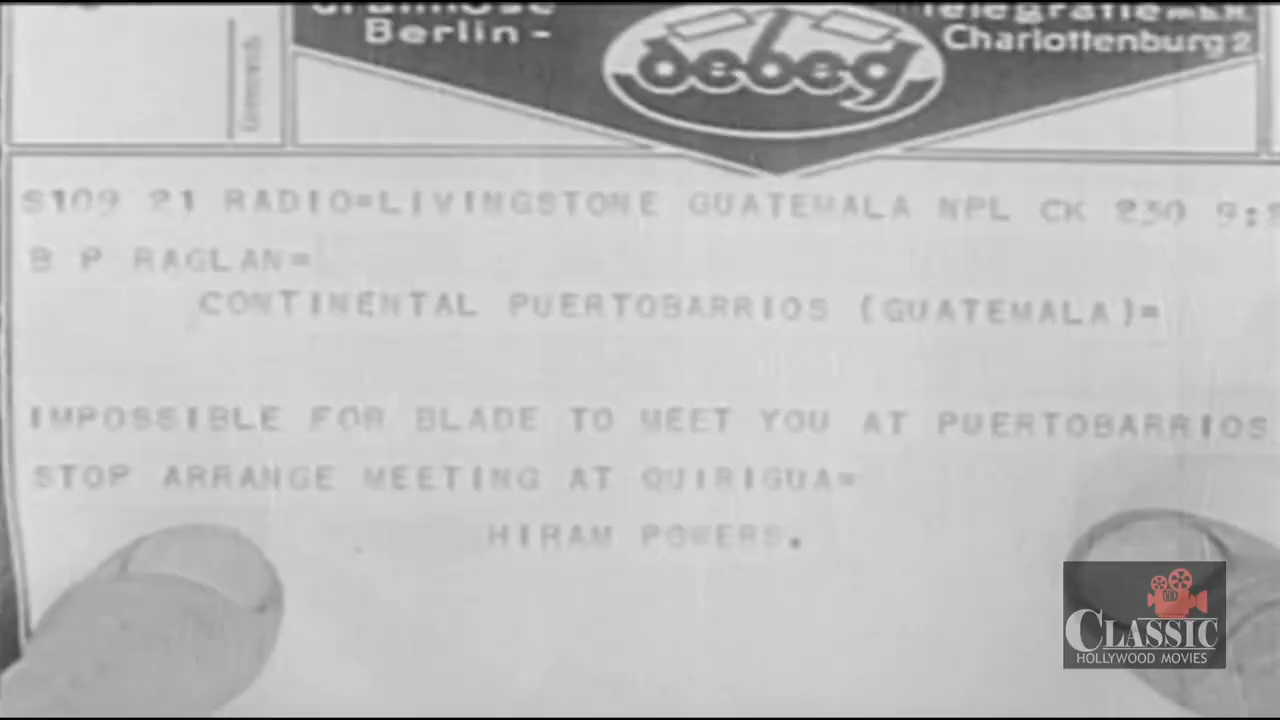 Berlin -
debeg
Charlottenburg 2
S109 21 RADIO=LIVINGSTONE GUATEMALA NPL CK 230
B P RAGLAN=
CONTINENTAL PUERTOBARRIOS (GUATEMALA)=
IMPOSSIBLE FOR BLADE TO MEET YOU AT PUERTOBARRIOS
STOP ARRANGE MEETING AT QUIRIGUA=
HIRAM POWERS.
CLASSIC
HOLLYWOOD MOVIES